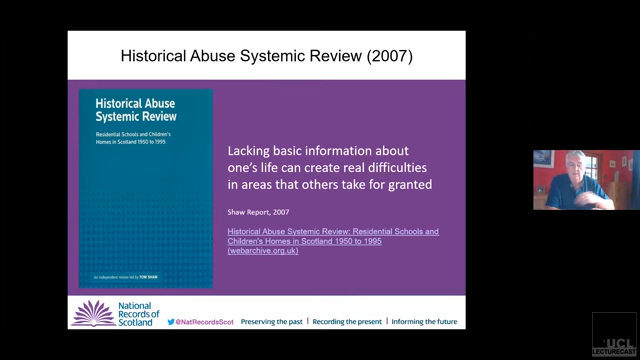 Historical Abuse Systemic Review (2007)
Historical Abuse
Systemic Review
Residential Schools and Children's
Homes in Scotland 1950 to 1995
An independent review led by TOM SHAW
Lacking basic information about
one's life can create real difficulties
in areas that others take for granted
Shaw Report, 2007
Historical Abuse Systemic Review: Residential Schools and
Children's Homes in Scotland 1950 to 1995
(webarchive.org.uk)
National
Records of
Scotland
@NatRecordsScot
Preserving the past | Recording the present | Informing the future
UCL
LECTURECAST